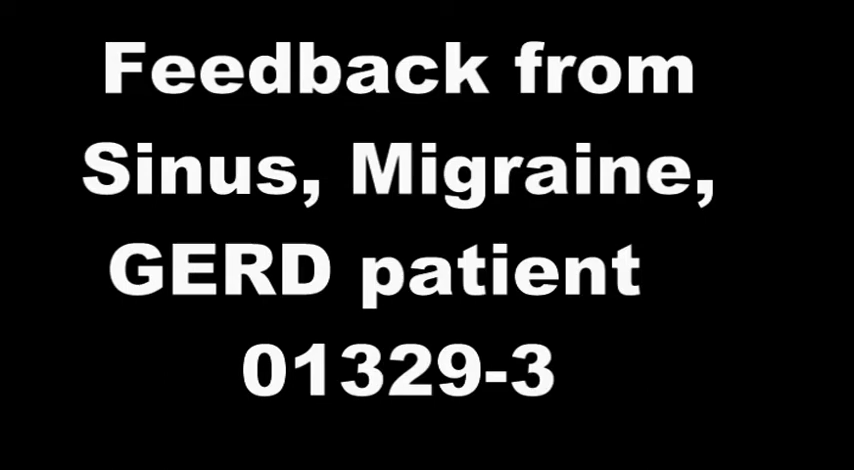 Feedback from
Sinus, Migraine,
GERD patient
01329-3